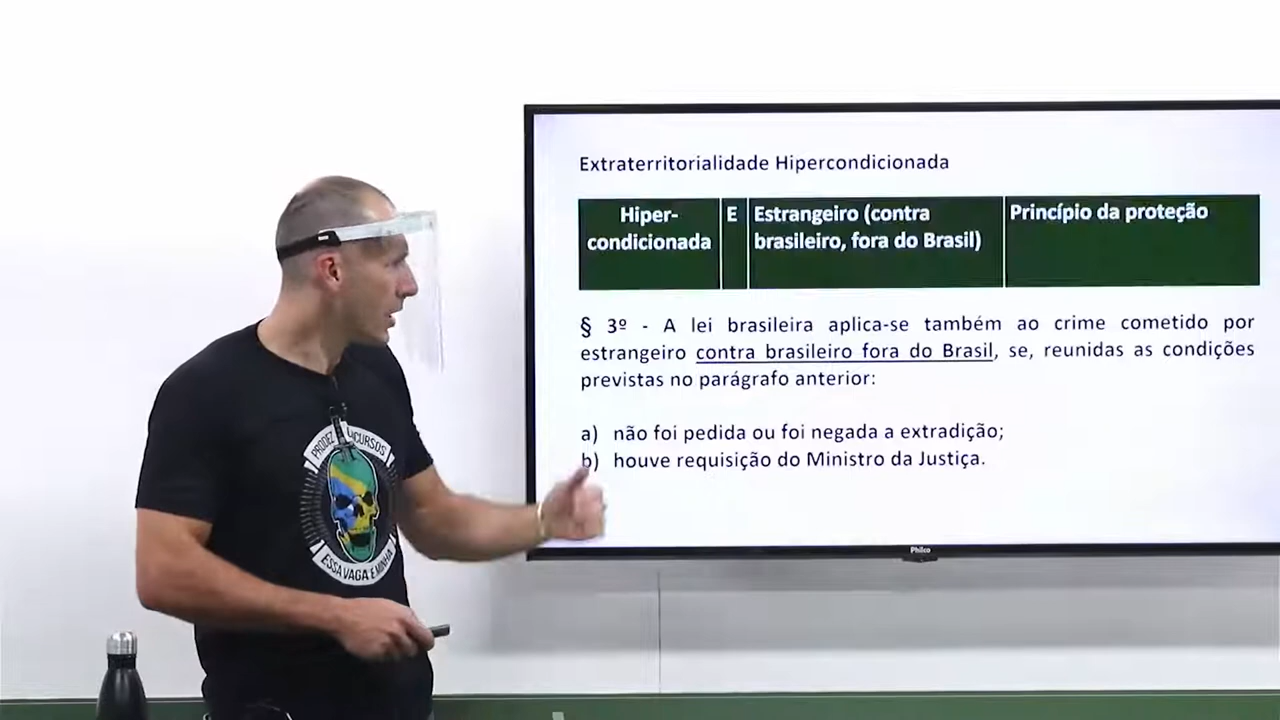 Extraterritorialidade Hipercondicionada
Hiper-
condicionada
E
Estrangeiro (contra
brasileiro, fora do Brasil)
Princípio da proteção
§ 3º - A lei brasileira aplica-se também ao crime cometido por
estrangeiro contra brasileiro fora do Brasil, se, reunidas as condições
previstas no parágrafo anterior:
a) não foi pedida ou foi negada a extradição;
b) houve requisição do Ministro da Justiça.
Philco
ESSA VAGA É MINHA